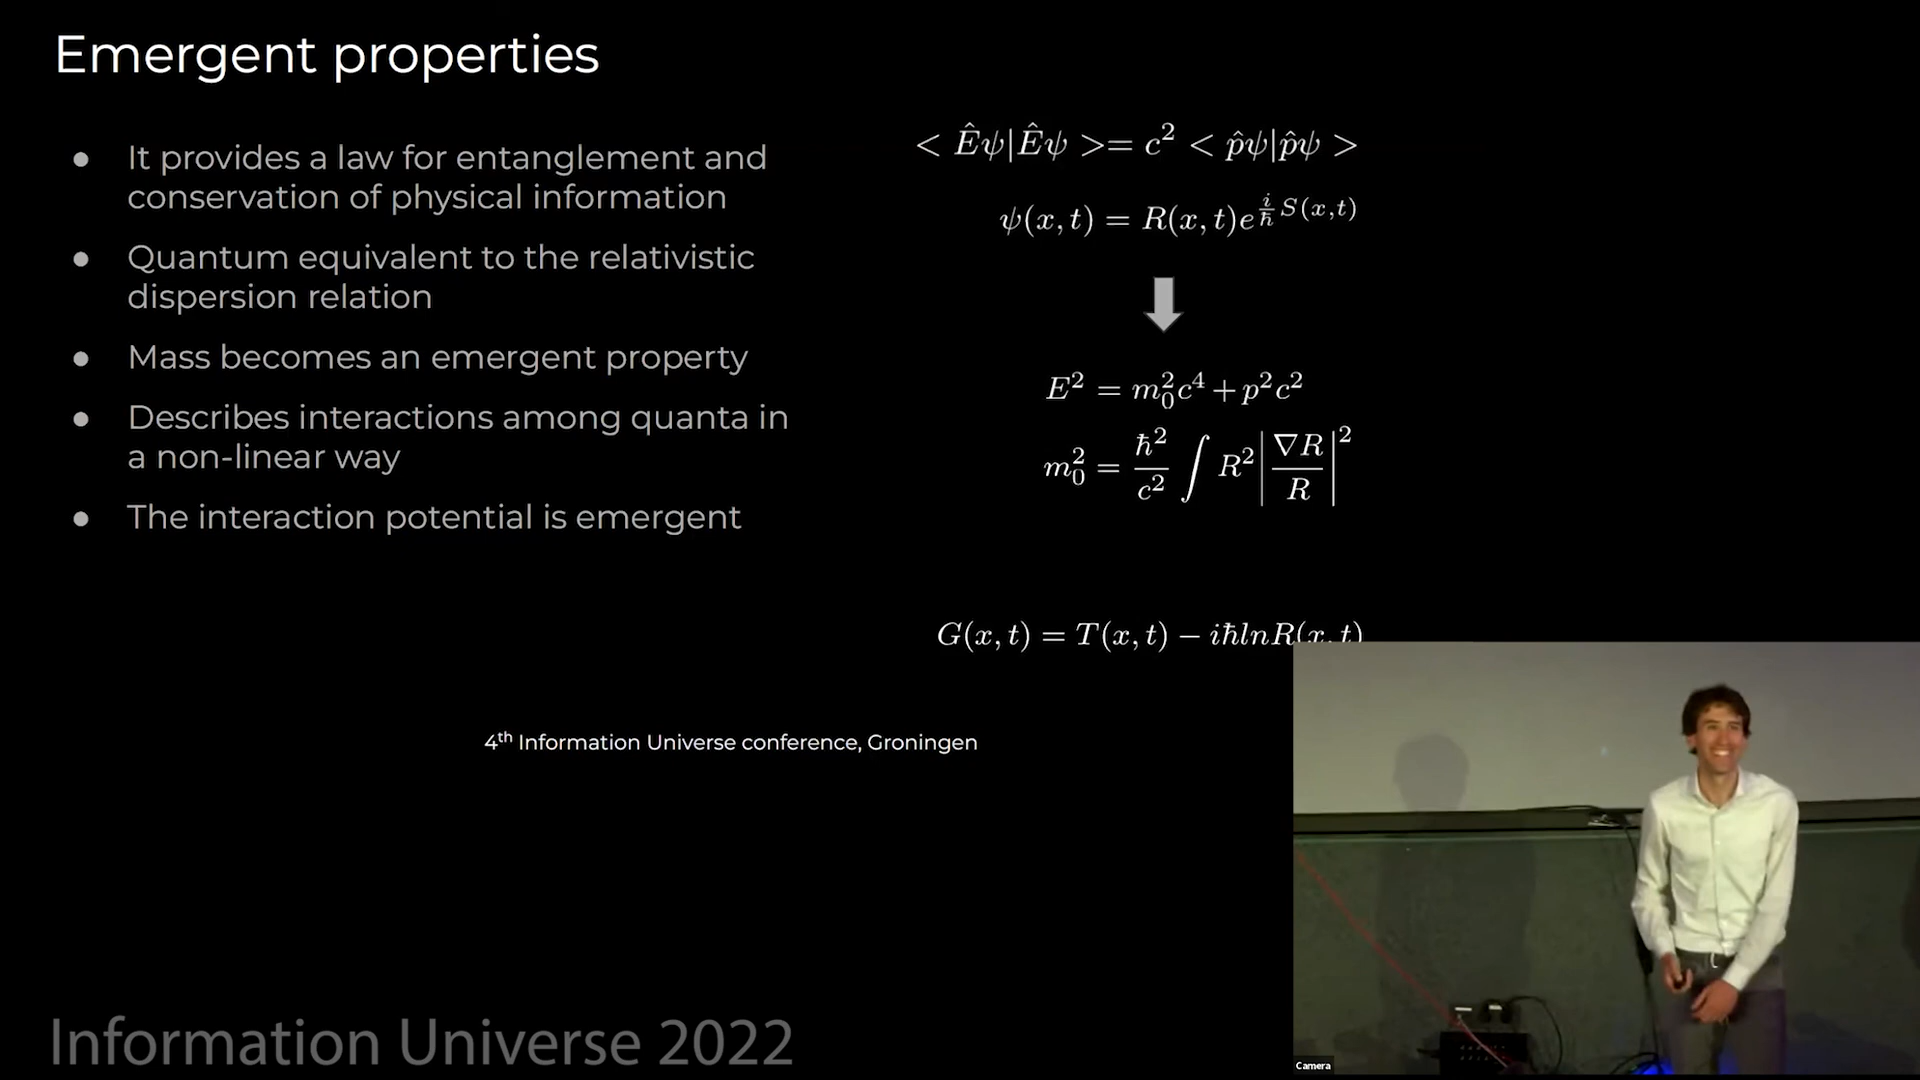 Emergent properties
● It provides a law for entanglement and
conservation of physical information
● Quantum equivalent to the relativistic
dispersion relation
● Mass becomes an emergent property
● Describes interactions among quanta in
a non-linear way
● The interaction potential is emergent
< Êψ|Êψ >= c² < p̂ψ|p̂ψ >
ψ(x, t) = R(x, t)e^{\frac{i}{ħ} S(x,t)}
E² = m₀²c⁴ + p²c²
m₀² = \frac{ħ²}{c²} ∫ R² |\frac{∇R}{R}|²
G(x, t) = T(x, t) − iħlnR(x, t)
4th Information Universe conference, Groningen
Information Universe 2022
Camera